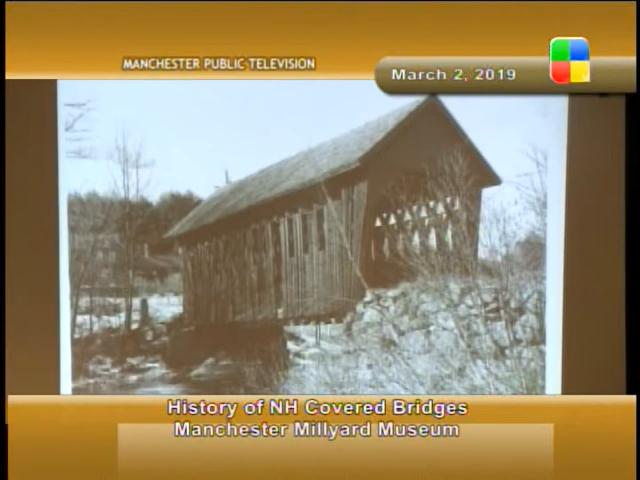 MANCHESTER PUBLIC TELEVISION
March 2, 2019
History of NH Covered Bridges
Manchester Millyard Museum